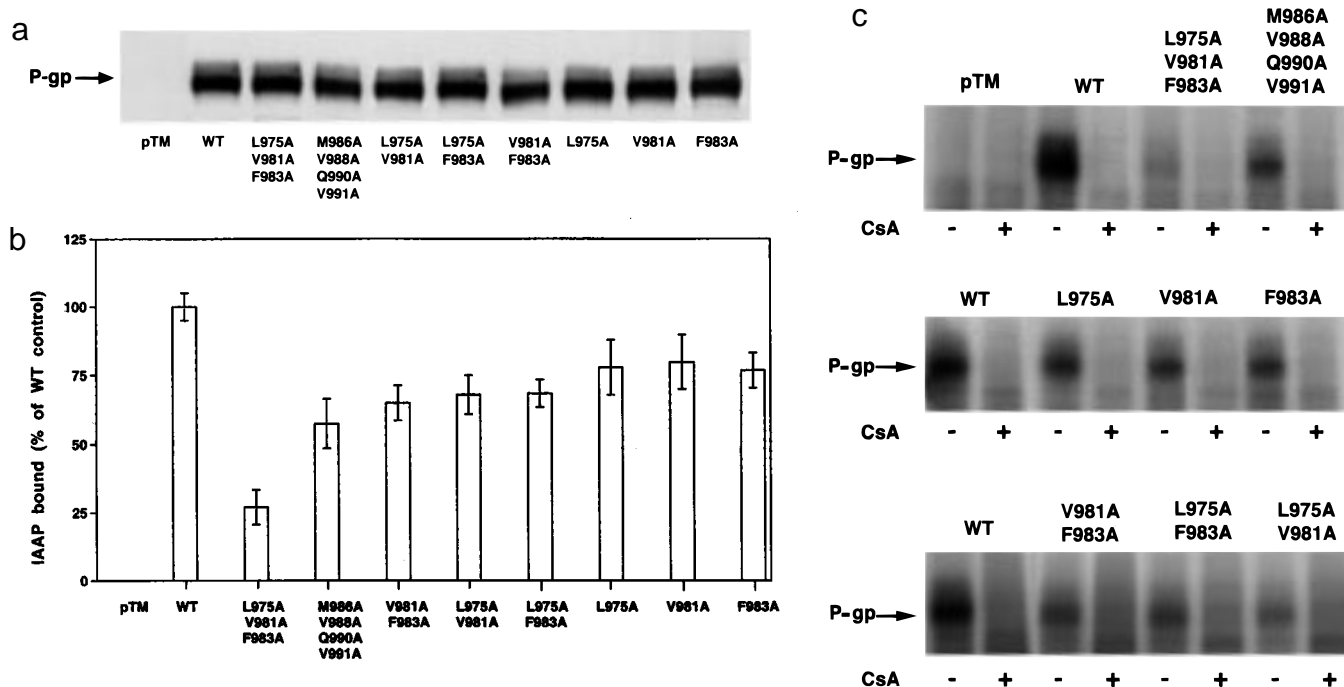 a
P-gp
pTM WT L975A M986A L975A L975A V981A L975A V981A F983A
V981A V988A V981A F983A F983A
F983A Q990A
V991A
b
IAAP bound (% of WT control)
125
100
75
50
25
0
pTM WT L975A M986A V981A L975A L975A L975A V981A F983A
V981A V988A F983A V981A F983A
F983A Q990A
V991A
c
M986A
L975A V988A
V981A Q990A
pTM WT F983A V991A
P-gp
CsA - + - + - + - +
WT L975A V981A F983A
P-gp
CsA - + - + - + - +
V981A L975A L975A
WT F983A F983A V981A
P-gp
CsA - + - + - + - +